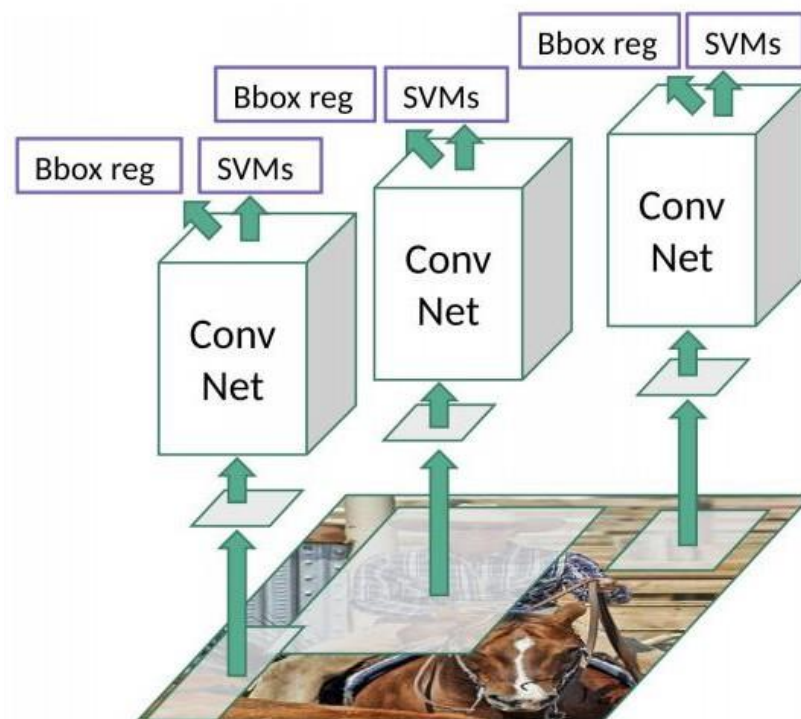 Bbox reg
SVMs
Bbox reg
SVMs
Bbox reg
SVMs
Conv
Net
Conv
Net
Conv
Net